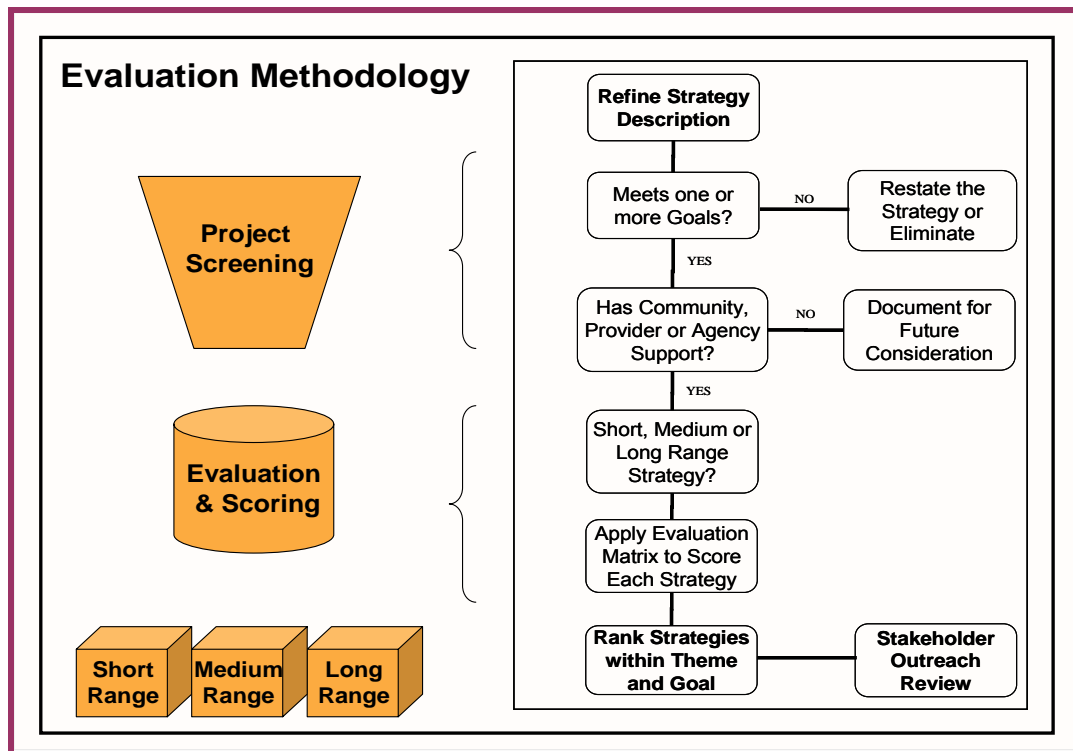 Evaluation Methodology
Project
Screening
Evaluation
& Scoring
Short
Range
Medium
Range
Long
Range
Refine Strategy
Description
Meets one or
more Goals?
NO
Restate the
Strategy or
Eliminate
YES
Has Community,
Provider or Agency
Support?
NO
Document for
Future
Consideration
YES
Short, Medium or
Long Range
Strategy?
Apply Evaluation
Matrix to Score
Each Strategy
Rank Strategies
within Theme
and Goal
Stakeholder
Outreach
Review